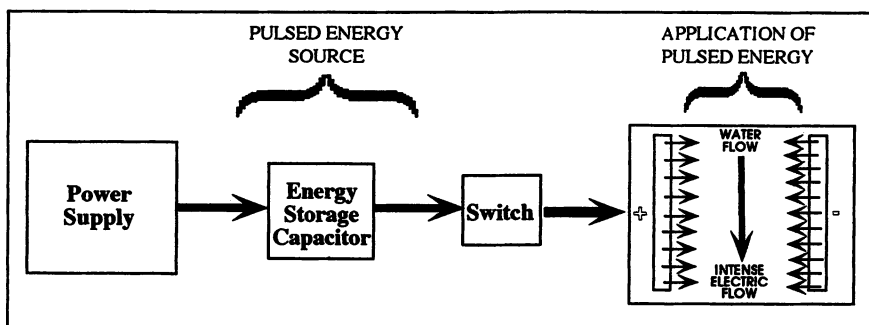 PULSED ENERGY
SOURCE
APPLICATION OF
PULSED ENERGY
Power
Supply
Energy
Storage
Capacitor
Switch
+
WATER
FLOW
INTENSE
ELECTRIC
FLOW
-